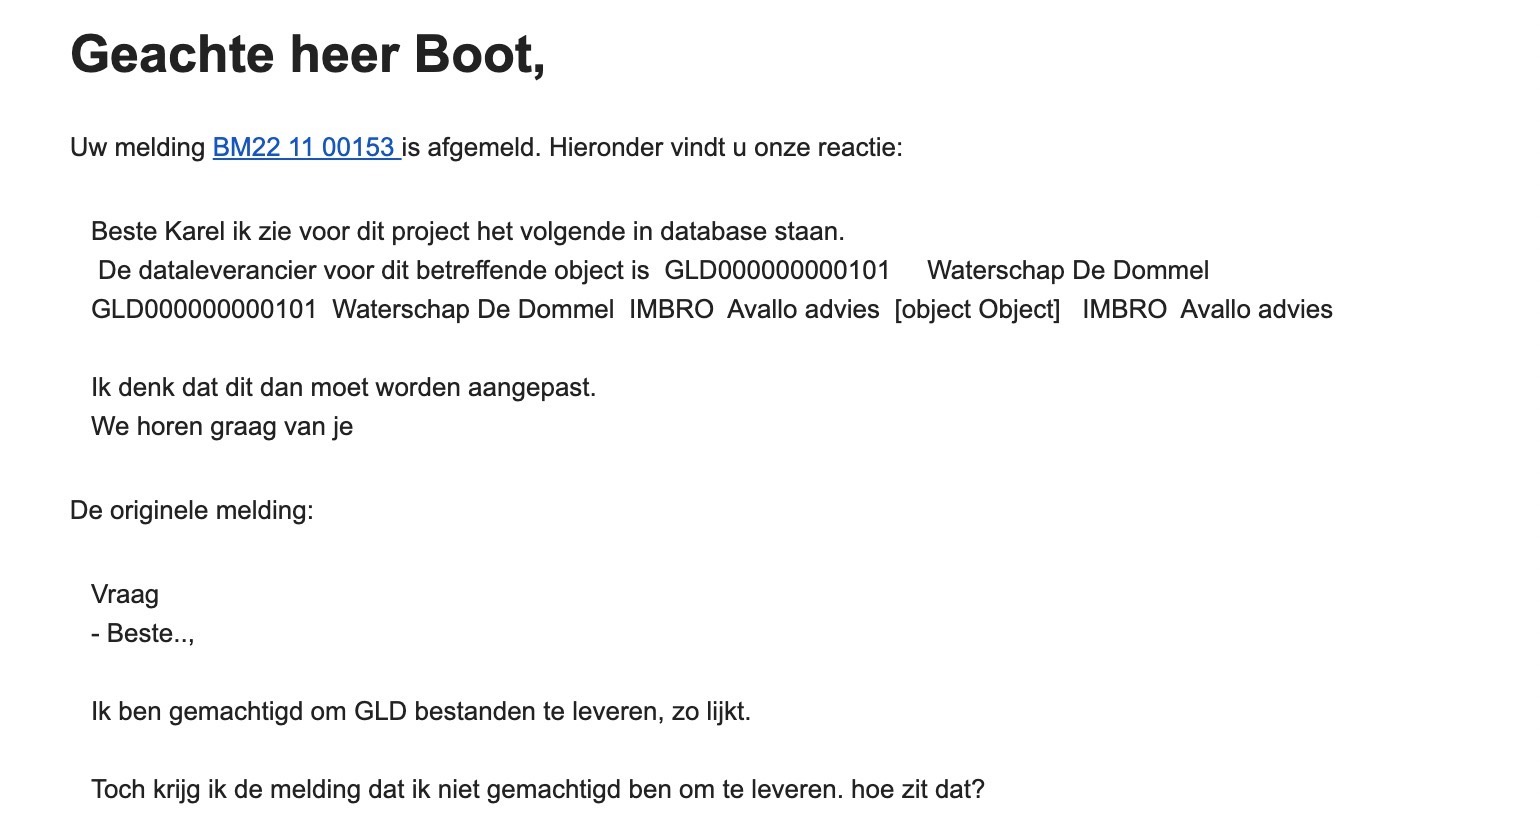 Geachte heer Boot,
Uw melding BM22 11 00153 is afgemeld. Hieronder vindt u onze reactie:
Beste Karel ik zie voor dit project het volgende in database staan.
De dataleverancier voor dit betreffende object is GLD000000000101 Waterschap De Dommel
GLD000000000101 Waterschap De Dommel IMBRO Avallo advies [object Object] IMBRO Avallo advies
Ik denk dat dit dan moet worden aangepast.
We horen graag van je
De originele melding:
Vraag
- Beste..,
Ik ben gemachtigd om GLD bestanden te leveren, zo lijkt.
Toch krijg ik de melding dat ik niet gemachtigd ben om te leveren. hoe zit dat?